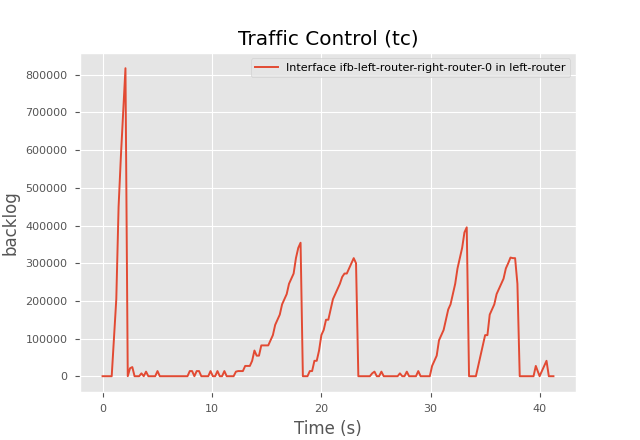 Traffic Control (tc)
Interface ifb-left-router-right-router-0 in left-router
800000
700000
600000
500000
400000
300000
200000
100000
0
backlog
0 10 20 30 40
Time (s)